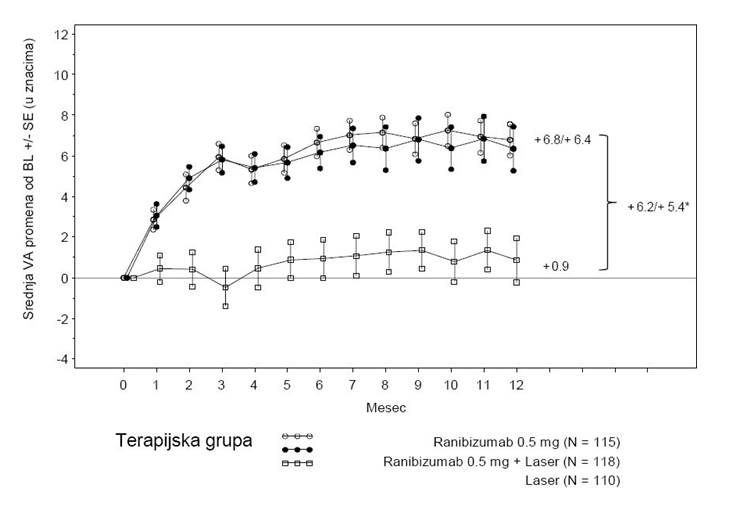 Srednja VA promena od BL +/- SE (u znacima)
12
10
8
6
4
2
0
-2
-4
+ 6.8/+ 6.4
+ 6.2/+ 5.4*
+ 0.9
0 1 2 3 4 5 6 7 8 9 10 11 12
Mesec
Terapijska grupa
Ranibizumab 0.5 mg (N = 115)
Ranibizumab 0.5 mg + Laser (N = 118)
Laser (N = 110)